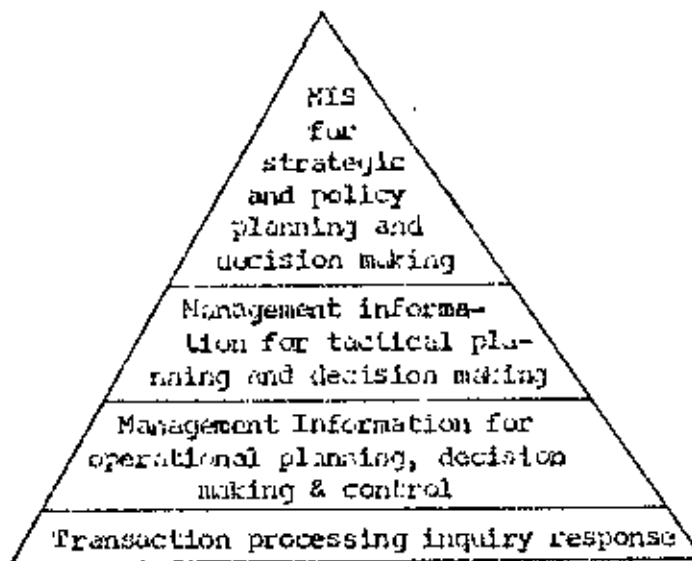 MIS
for
strategic
and policy
planning and
decision making
Management informa-
tion for tactical pla-
nning and decision making
Management Information for
operational planning, decision
making & control
Transaction processing inquiry response